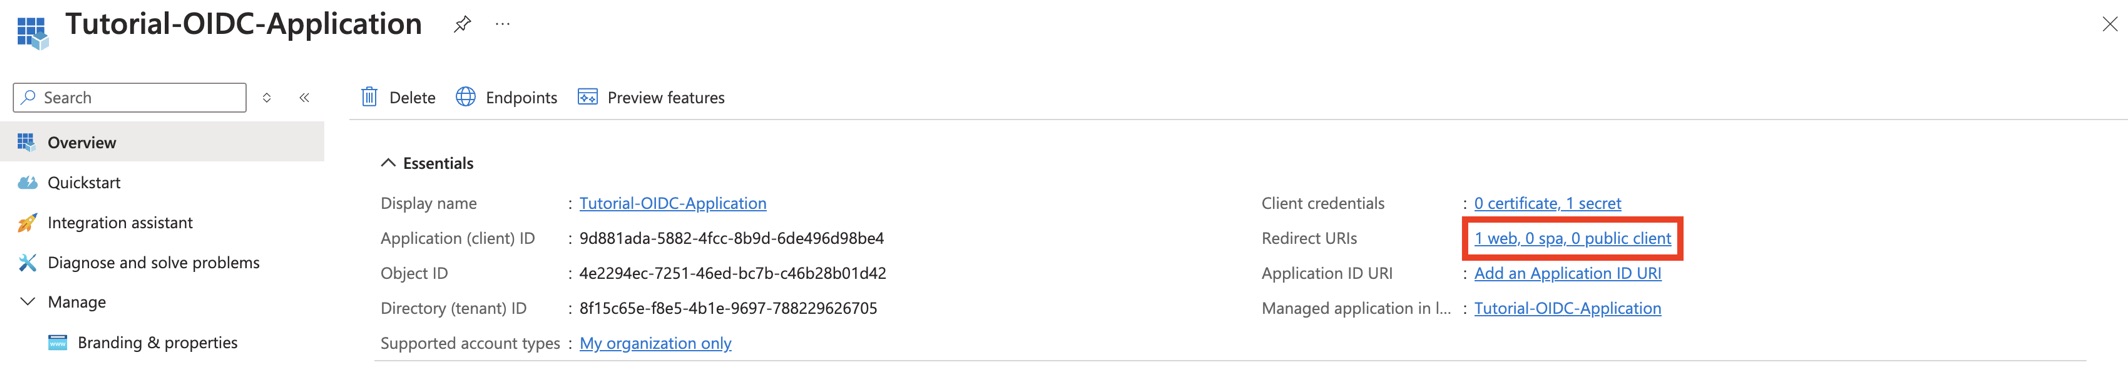 Tutorial-OIDC-Application
Search
Delete Endpoints Preview features
Overview
Quickstart
Integration assistant
Diagnose and solve problems
Manage
Branding & properties
Essentials
Display name : Tutorial-OIDC-Application
Application (client) ID : 9d881ada-5882-4fcc-8b9d-6de496d98be4
Object ID : 4e2294ec-7251-46ed-bc7b-c46b28b01d42
Directory (tenant) ID : 8f15c65e-f8e5-4b1e-9697-788229626705
Supported account types : My organization only
Client credentials : 0 certificate, 1 secret
Redirect URIs : 1 web, 0 spa, 0 public client
Application ID URI : Add an Application ID URI
Managed application in l... : Tutorial-OIDC-Application